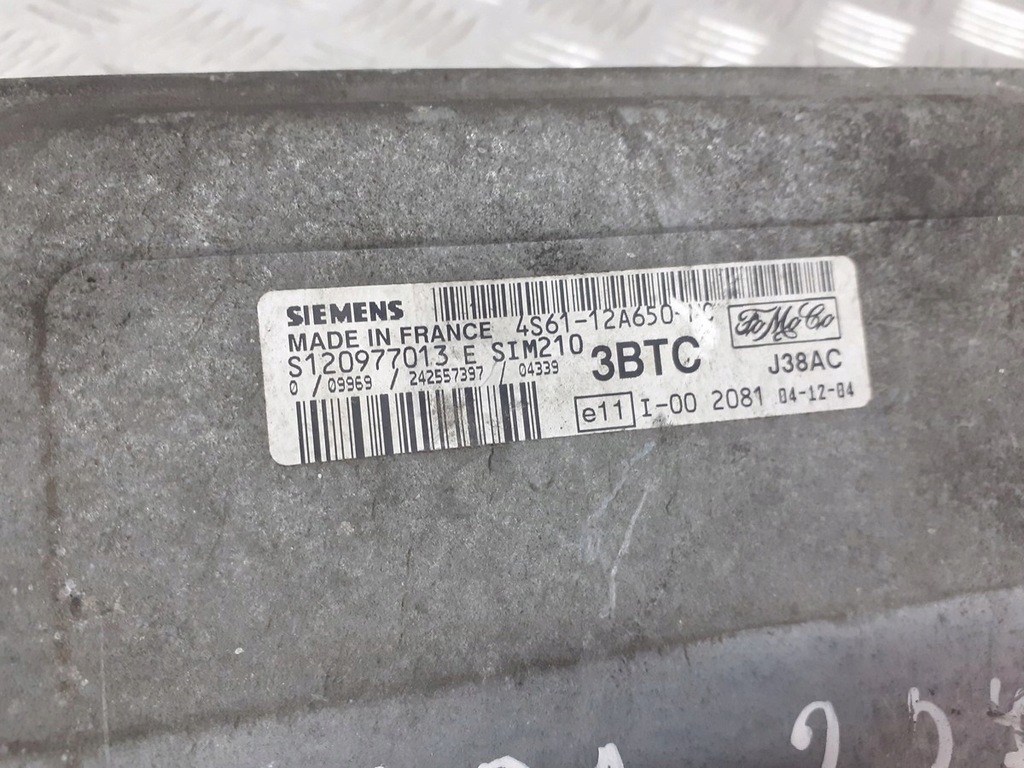 SIEMENS
MADE IN FRANCE 4S61-12A650
S120977013 E SIM210
0 / 09969 / 242557397 / 04339
3BTC
FoMoCo
J38AC
e11 I-00 2081 04-12-04